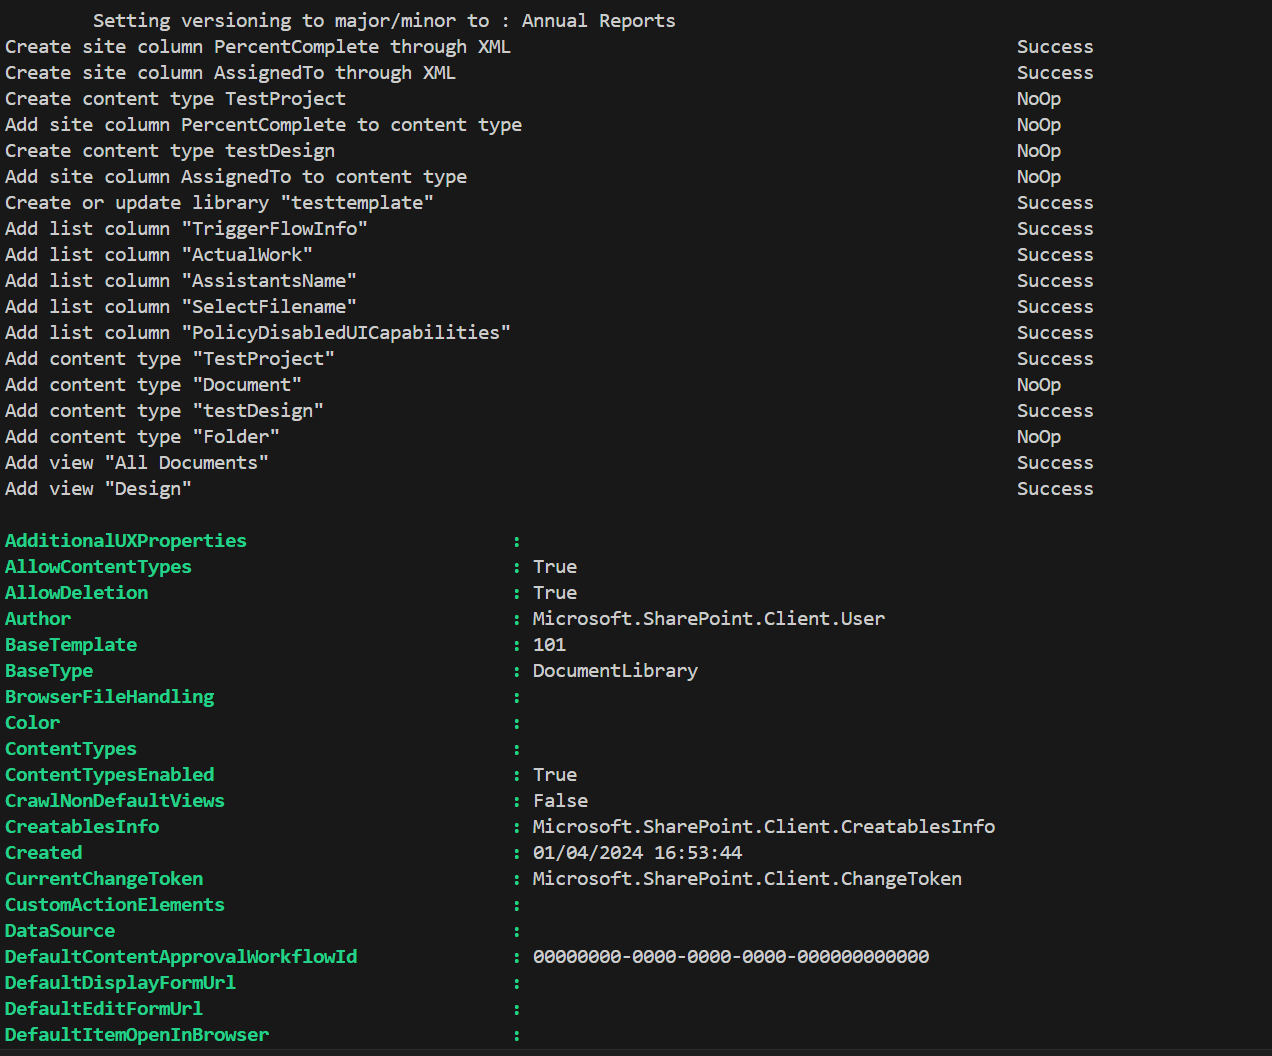 Setting versioning to major/minor to : Annual Reports
Create site column PercentComplete through XML Success
Create site column AssignedTo through XML Success
Create content type TestProject NoOp
Add site column PercentComplete to content type NoOp
Create content type testDesign NoOp
Add site column AssignedTo to content type NoOp
Create or update library "testtemplate" Success
Add list column "TriggerFlowInfo" Success
Add list column "ActualWork" Success
Add list column "AssistantsName" Success
Add list column "SelectFilename" Success
Add list column "PolicyDisabledUICapabilities" Success
Add content type "TestProject" Success
Add content type "Document" NoOp
Add content type "testDesign" Success
Add content type "Folder" NoOp
Add view "All Documents" Success
Add view "Design" Success
AdditionalUXProperties :
AllowContentTypes : True
AllowDeletion : True
Author : Microsoft.SharePoint.Client.User
BaseTemplate : 101
BaseType : DocumentLibrary
BrowserFileHandling :
Color :
ContentTypes :
ContentTypesEnabled : True
CrawlNonDefaultViews : False
CreatablesInfo : Microsoft.SharePoint.Client.CreatablesInfo
Created : 01/04/2024 16:53:44
CurrentChangeToken : Microsoft.SharePoint.Client.ChangeToken
CustomActionElements :
DataSource :
DefaultContentApprovalWorkflowId : 00000000-0000-0000-0000-000000000000
DefaultDisplayFormUrl :
DefaultEditFormUrl :
DefaultItemOpenInBrowser :